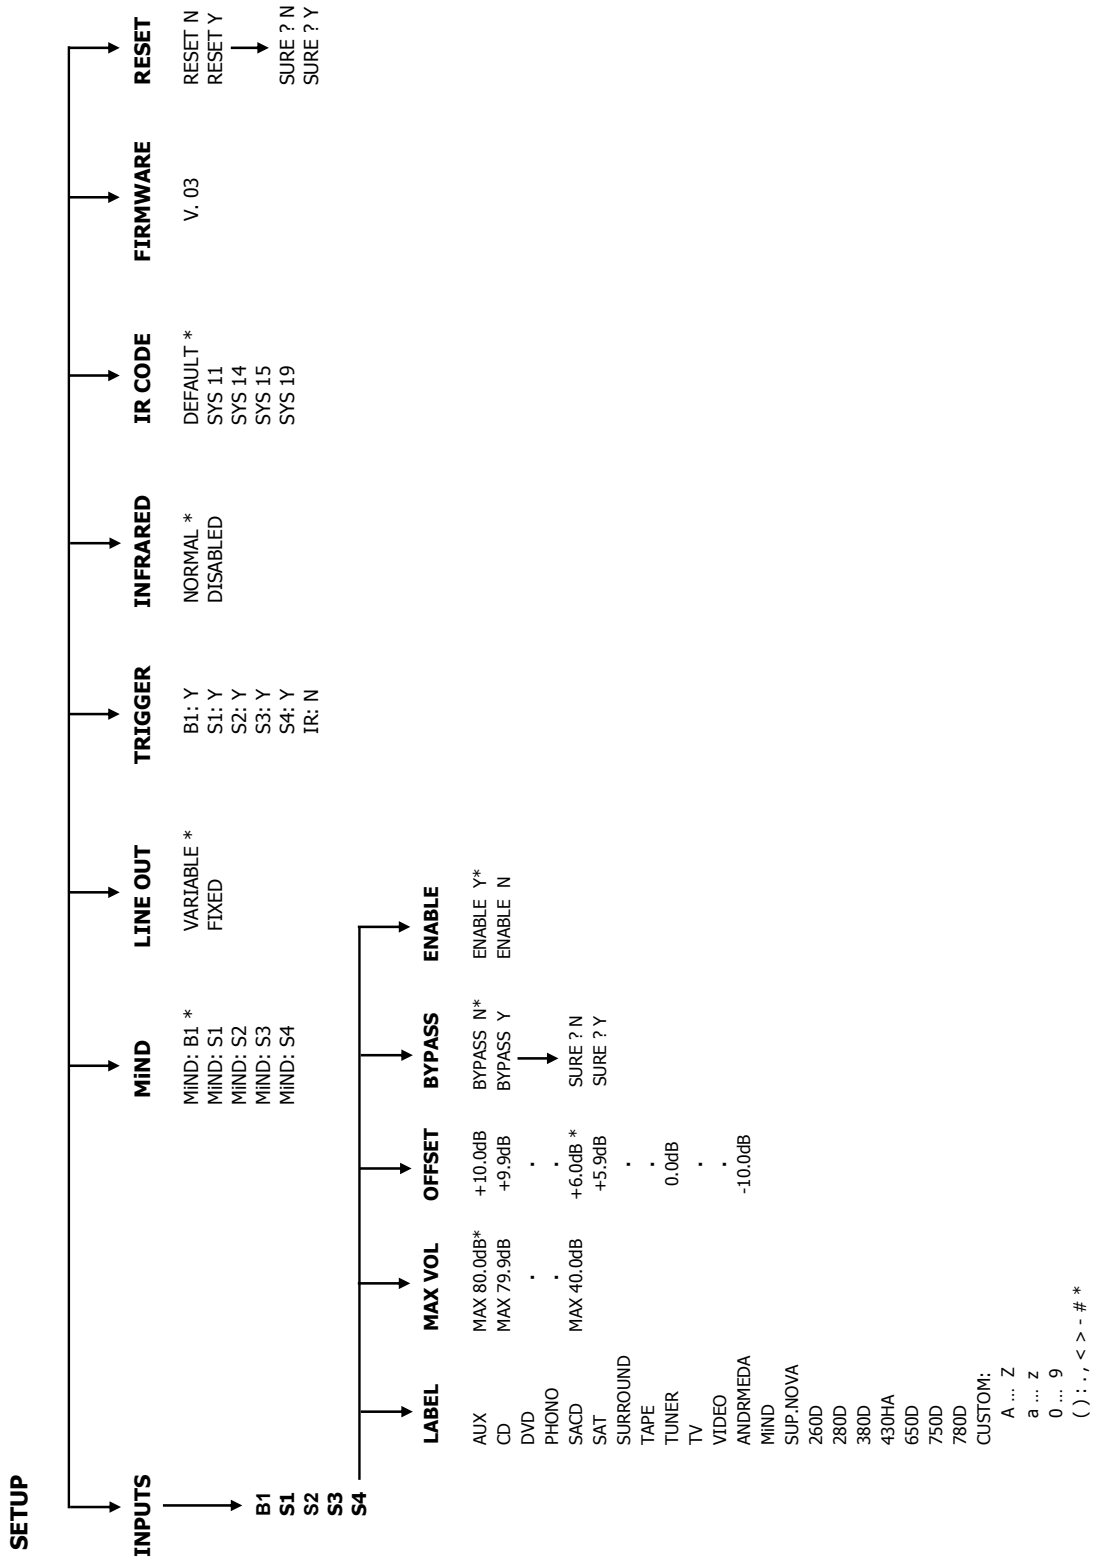 SETUP
INPUTS
B1
S1
S2
S3
S4
LABEL
AUX
CD
DVD
PHONO
SACD
SAT
SURROUND
TAPE
TUNER
TV
VIDEO
ANDRMEDA
MiND
SUP.NOVA
260D
280D
380D
430HA
650D
750D
780D
CUSTOM:
A ... Z
a ... z
0 ... 9
( ) : . , < > - # *
MAX VOL
MAX 80.0dB*
MAX 79.9dB
.
.
MAX 40.0dB
OFFSET
+10.0dB
+9.9dB
.
.
+6.0dB *
+5.9dB
.
.
0.0dB
.
.
-10.0dB
BYPASS
BYPASS N*
BYPASS Y
SURE ? N
SURE ? Y
ENABLE
ENABLE Y*
ENABLE N
MiND
MiND: B1 *
MiND: S1
MiND: S2
MiND: S3
MiND: S4
LINE OUT
VARIABLE *
FIXED
TRIGGER
B1: Y
S1: Y
S2: Y
S3: Y
S4: Y
IR: N
INFRARED
NORMAL *
DISABLED
IR CODE
DEFAULT *
SYS 11
SYS 14
SYS 15
SYS 19
FIRMWARE
V. 03
RESET
RESET N
RESET Y
SURE ? N
SURE ? Y